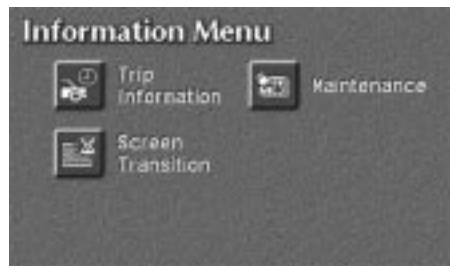 Information Menu
Trip
Information
Maintenance
Screen
Transition